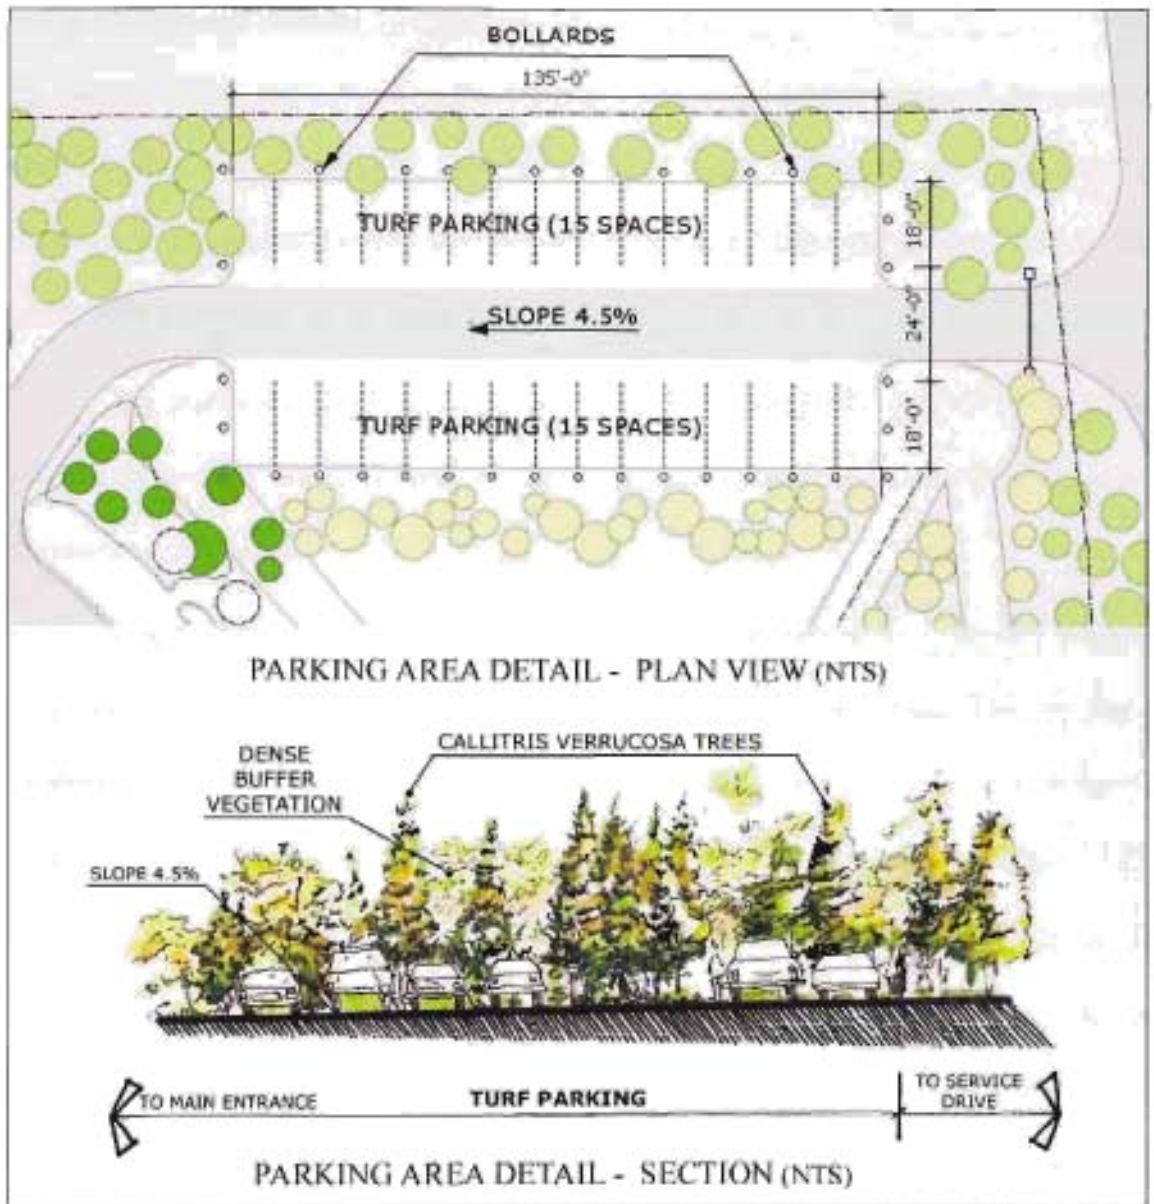 BOLLARDS
135'-0"
TURF PARKING (15 SPACES)
18'-0"
SLOPE 4.5%
24'-0"
TURF PARKING (15 SPACES)
18'-0"
PARKING AREA DETAIL - PLAN VIEW (NTS)
CALLITRIS VERRUCOSA TREES
DENSE
BUFFER
VEGETATION
SLOPE 4.5%
TO MAIN ENTRANCE
TURF PARKING
TO SERVICE
DRIVE
PARKING AREA DETAIL - SECTION (NTS)